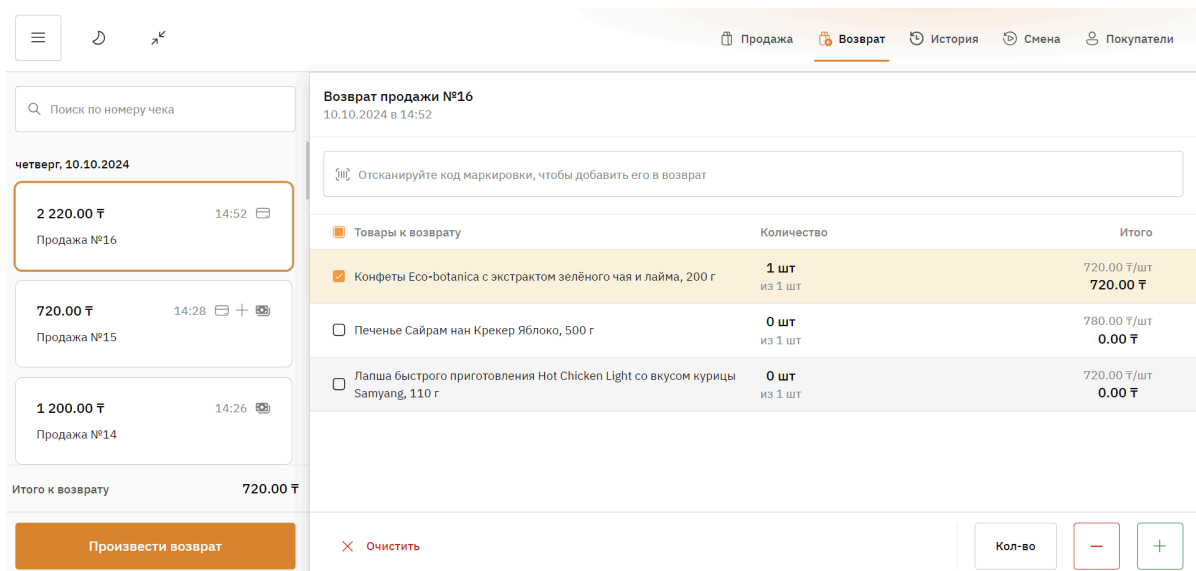 Продажа
Возврат
История
Смена
Покупатели
Поиск по номеру чека
четверг, 10.10.2024
2 220.00 ₸
14:52
Продажа №16
720.00 ₸
14:28
Продажа №15
1 200.00 ₸
14:26
Продажа №14
Итого к возврату
720.00 ₸
Произвести возврат
Возврат продажи №16
10.10.2024 в 14:52
Отсканируйте код маркировки, чтобы добавить его в возврат
Товары к возврату
Количество
Итого
Конфеты Eco-botanica с экстрактом зелёного чая и лайма, 200 г
1 шт
из 1 шт
720.00 ₸/шт
720.00 ₸
Печенье Сайрам нан Крекер Яблоко, 500 г
0 шт
из 1 шт
780.00 ₸/шт
0.00 ₸
Лапша быстрого приготовления Hot Chicken Light со вкусом курицы
Samyang, 110 г
0 шт
из 1 шт
720.00 ₸/шт
0.00 ₸
Очистить
Кол-во